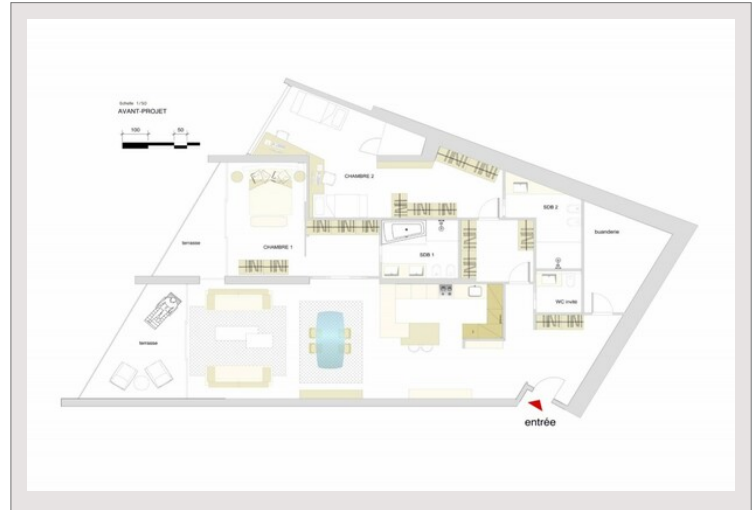 Echelle 1/50
AVANT-PROJET
100 50
CHAMBRE 2
SDB 2
buanderie
terrasse
CHAMBRE 1
SDB 1
WC invité
terrasse
entrée